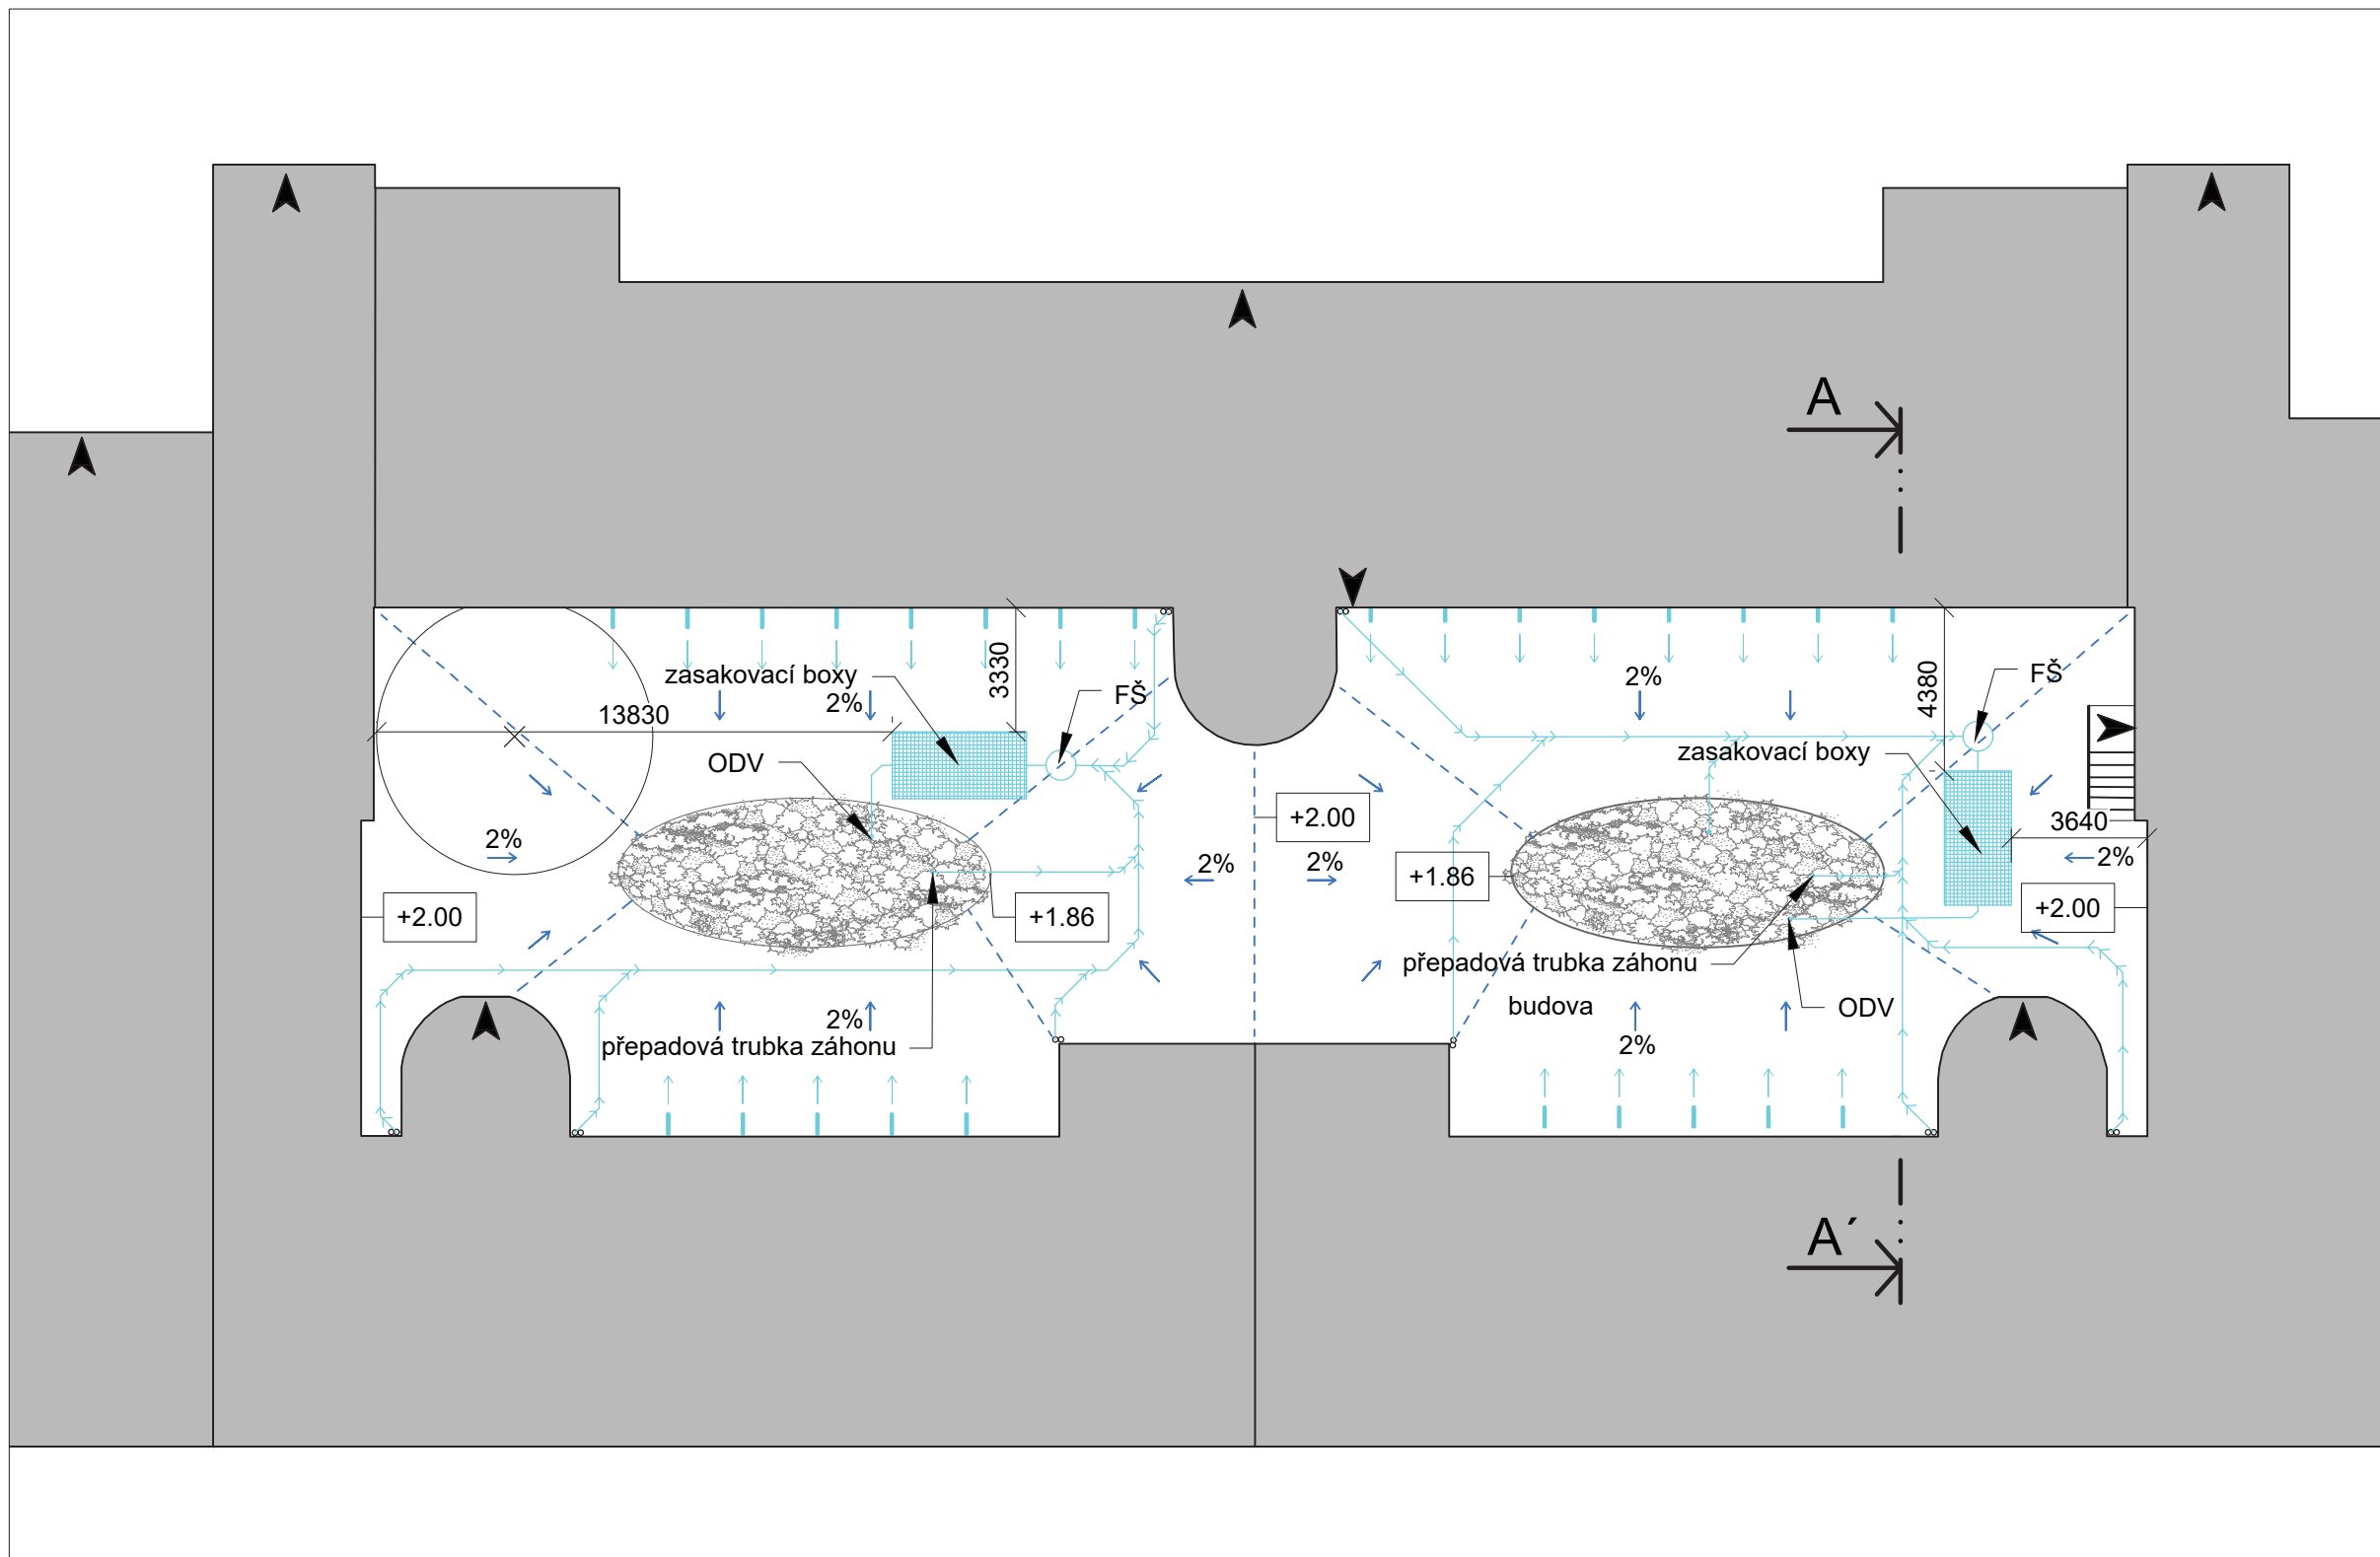 A
zasakovací boxy
3330
2%
FŠ
13830
2%
4380
FŠ
zasakovací boxy
ODV
+2.00
3640
2%
2%
2%
2%
+1.86
+2.00
+1.86
+2.00
přepadová trubka záhonu
budova
ODV
2%
přepadová trubka záhonu
2%
A´